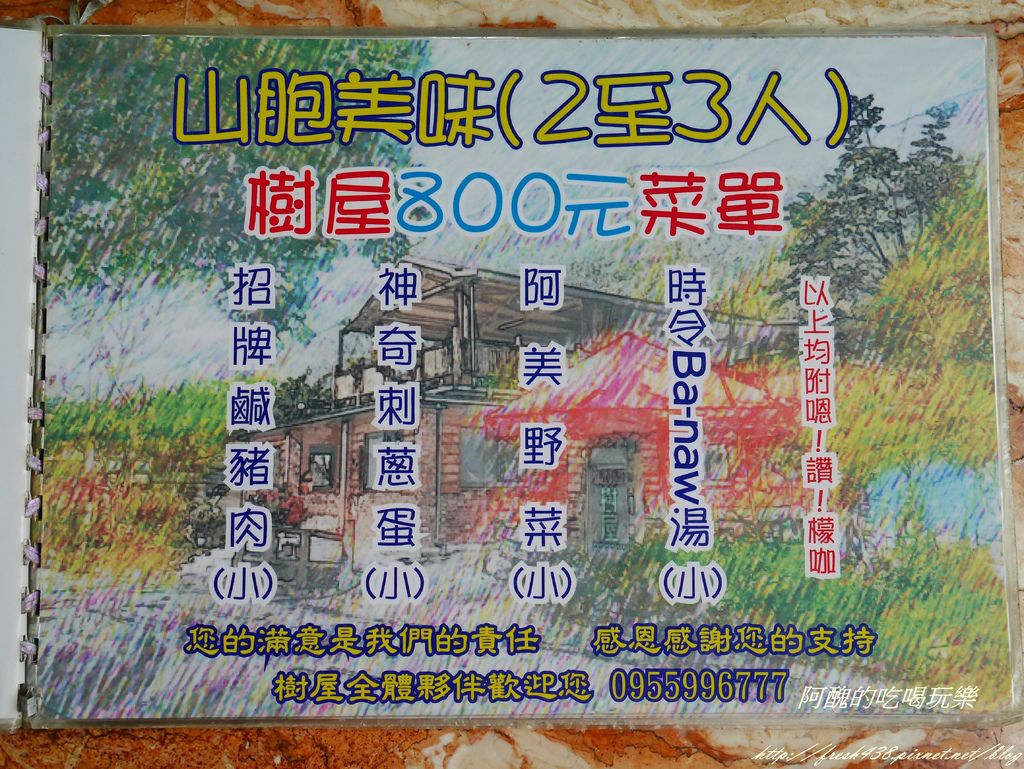 山胞美味(2至3人)
樹屋800元菜單
招牌鹹豬肉(小)
神奇刺蔥蛋(小)
阿美野菜(小)
時令Ba-naw湯(小)
以上均附嗯!讚!檬咖
您的滿意是我們的責任 感恩感謝您的支持
樹屋全體夥伴歡迎您 0955996777
阿醜的吃喝玩樂
http://fresh438.pixnet.net/blog